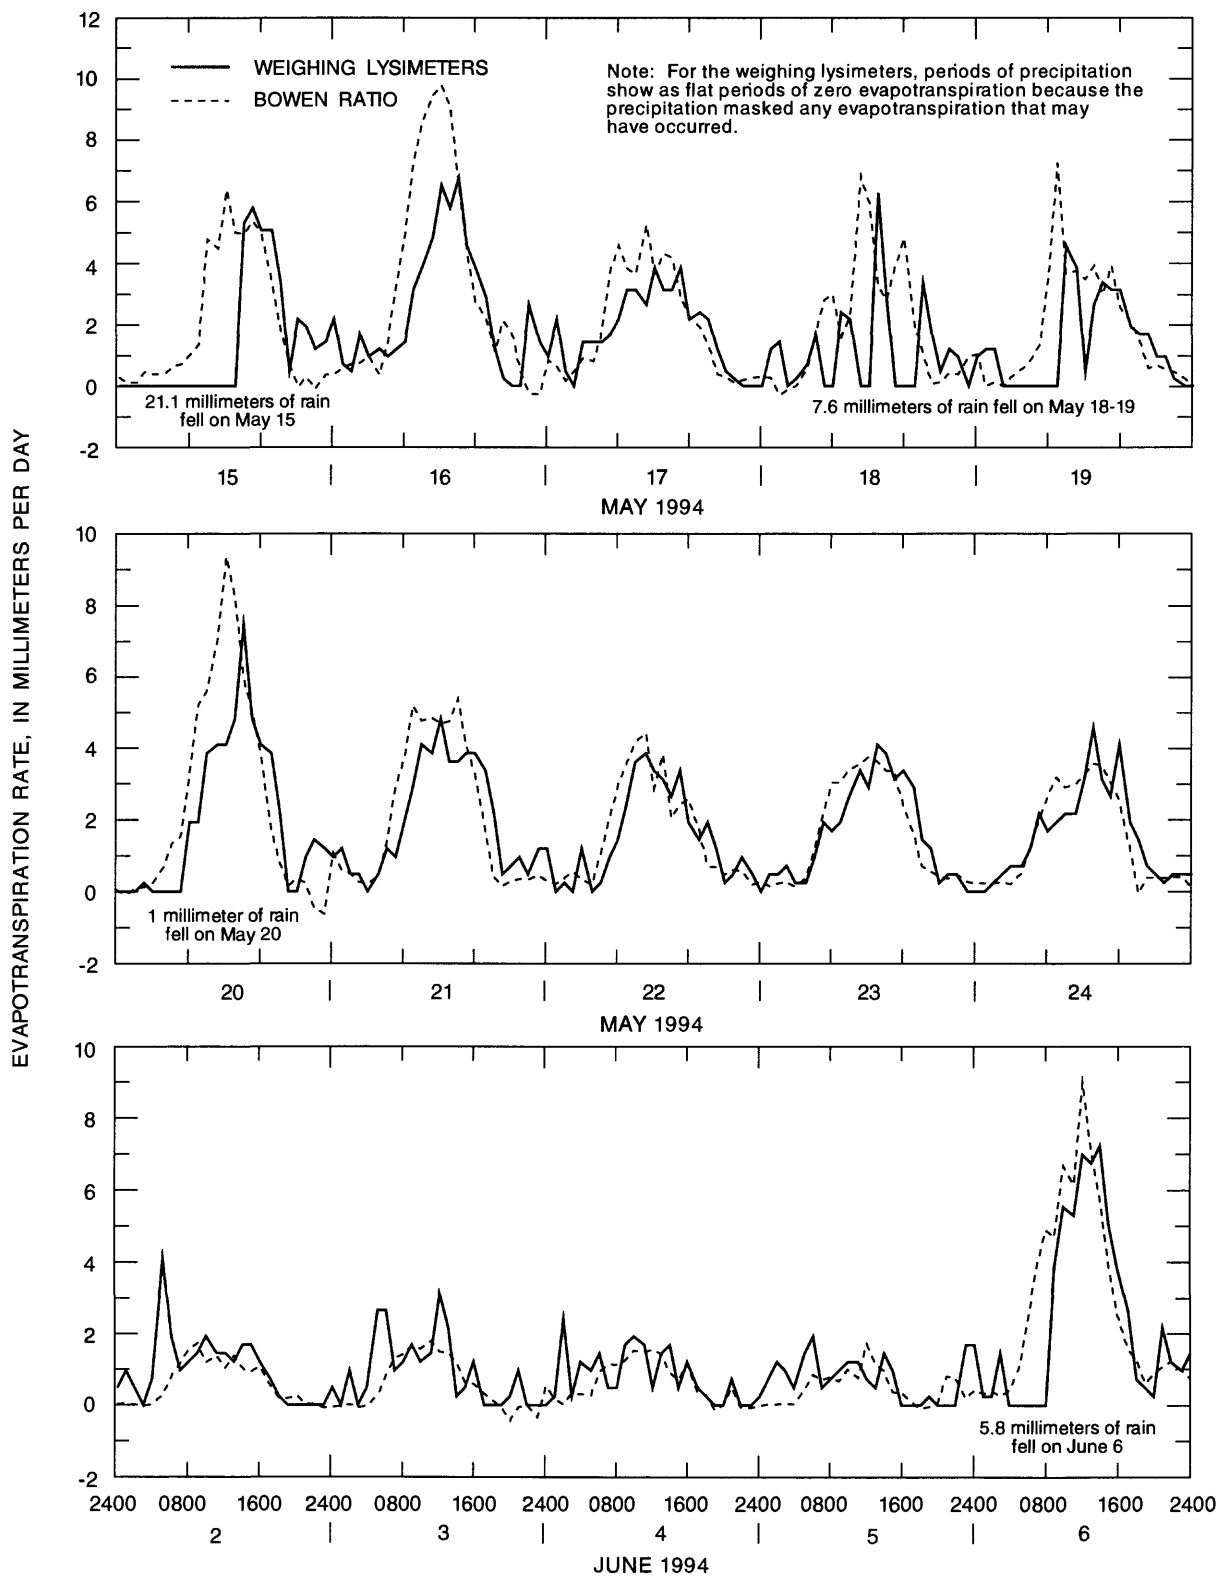 EVAPOTRANSPIRATION RATE, IN MILLIMETERS PER DAY
12
10
8
6
4
2
0
-2
WEIGHING LYSIMETERS
BOWEN RATIO
Note: For the weighing lysimeters, periods of precipitation
show as flat periods of zero evapotranspiration because the
precipitation masked any evapotranspiration that may
have occurred.
21.1 millimeters of rain
fell on May 15
7.6 millimeters of rain fell on May 18-19
15 | 16 | 17 | 18 | 19
MAY 1994
10
8
6
4
2
0
-2
1 millimeter of rain
fell on May 20
20 | 21 | 22 | 23 | 24
MAY 1994
10
8
6
4
2
0
-2
5.8 millimeters of rain
fell on June 6
2400 0800 1600 2400 0800 1600 2400 0800 1600 2400 0800 1600 2400 0800 1600 2400
2 | 3 | 4 | 5 | 6
JUNE 1994